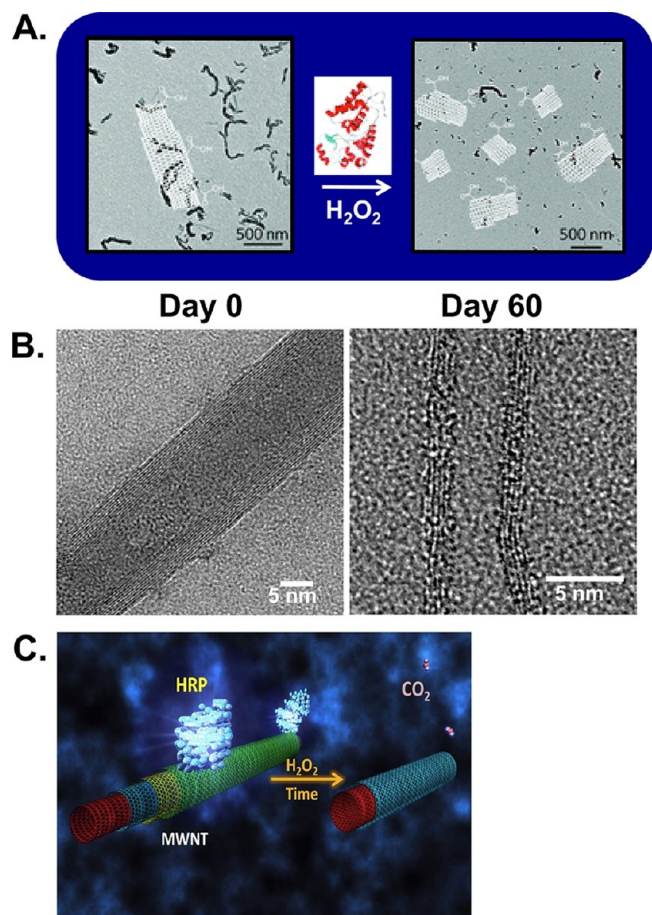 A.
500 nm
H₂O₂
500 nm
Day 0
Day 60
B.
5 nm
5 nm
C.
HRP
CO₂
H₂O₂
Time
MWNT